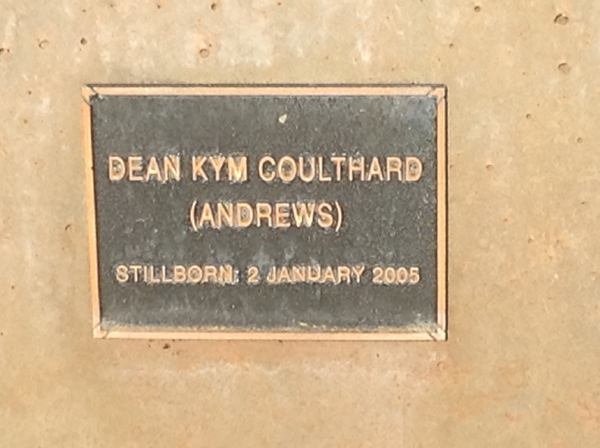 DEAN KYM COULTHARD
(ANDREWS)
STILLBORN: 2 JANUARY 2005